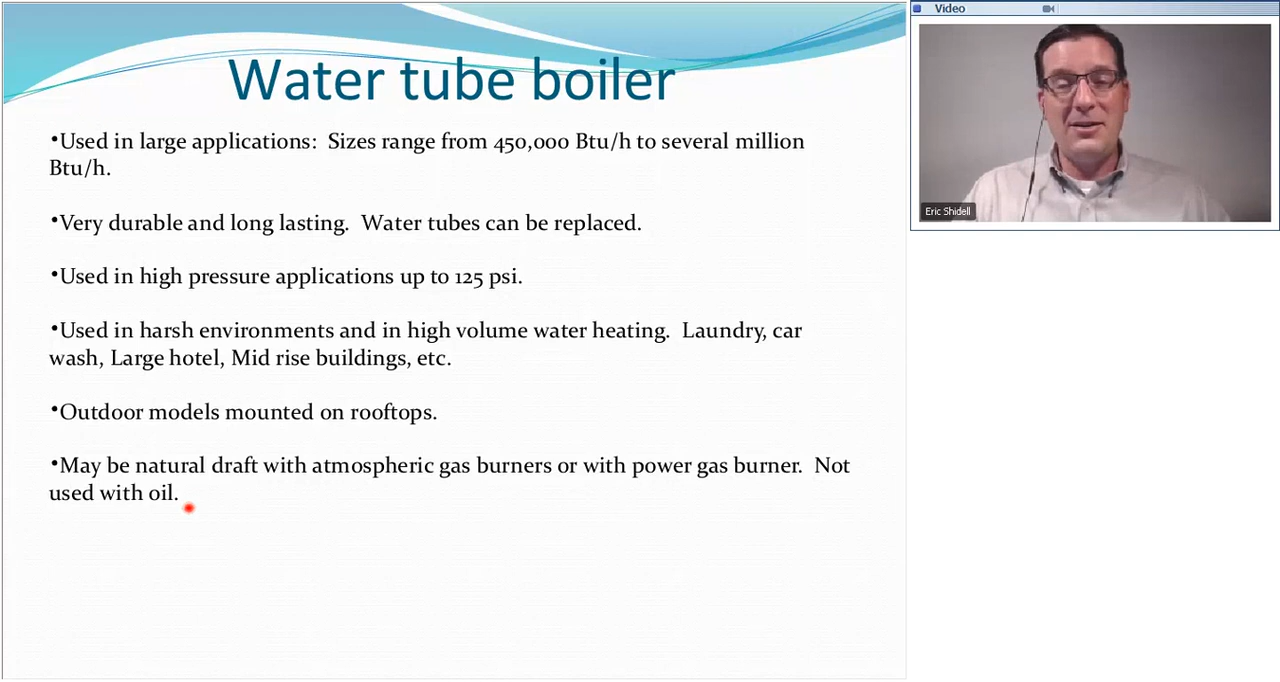 Water tube boiler
•Used in large applications:  Sizes range from 450,000 Btu/h to several million
Btu/h.
•Very durable and long lasting.  Water tubes can be replaced.
•Used in high pressure applications up to 125 psi.
•Used in harsh environments and in high volume water heating.  Laundry, car
wash, Large hotel, Mid rise buildings, etc.
•Outdoor models mounted on rooftops.
•May be natural draft with atmospheric gas burners or with power gas burner.  Not
used with oil.
Video
Eric Shidell